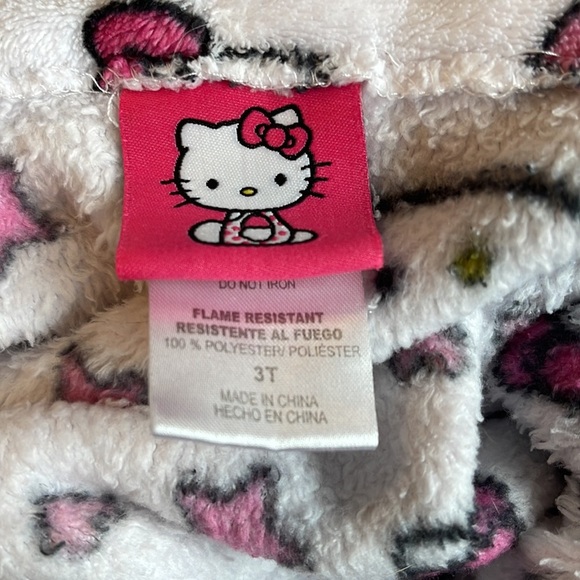 DO NOT IRON
FLAME RESISTANT
RESISTENTE AL FUEGO
100 % POLYESTER/ POLIÉSTER
3T
MADE IN CHINA
HECHO EN CHINA